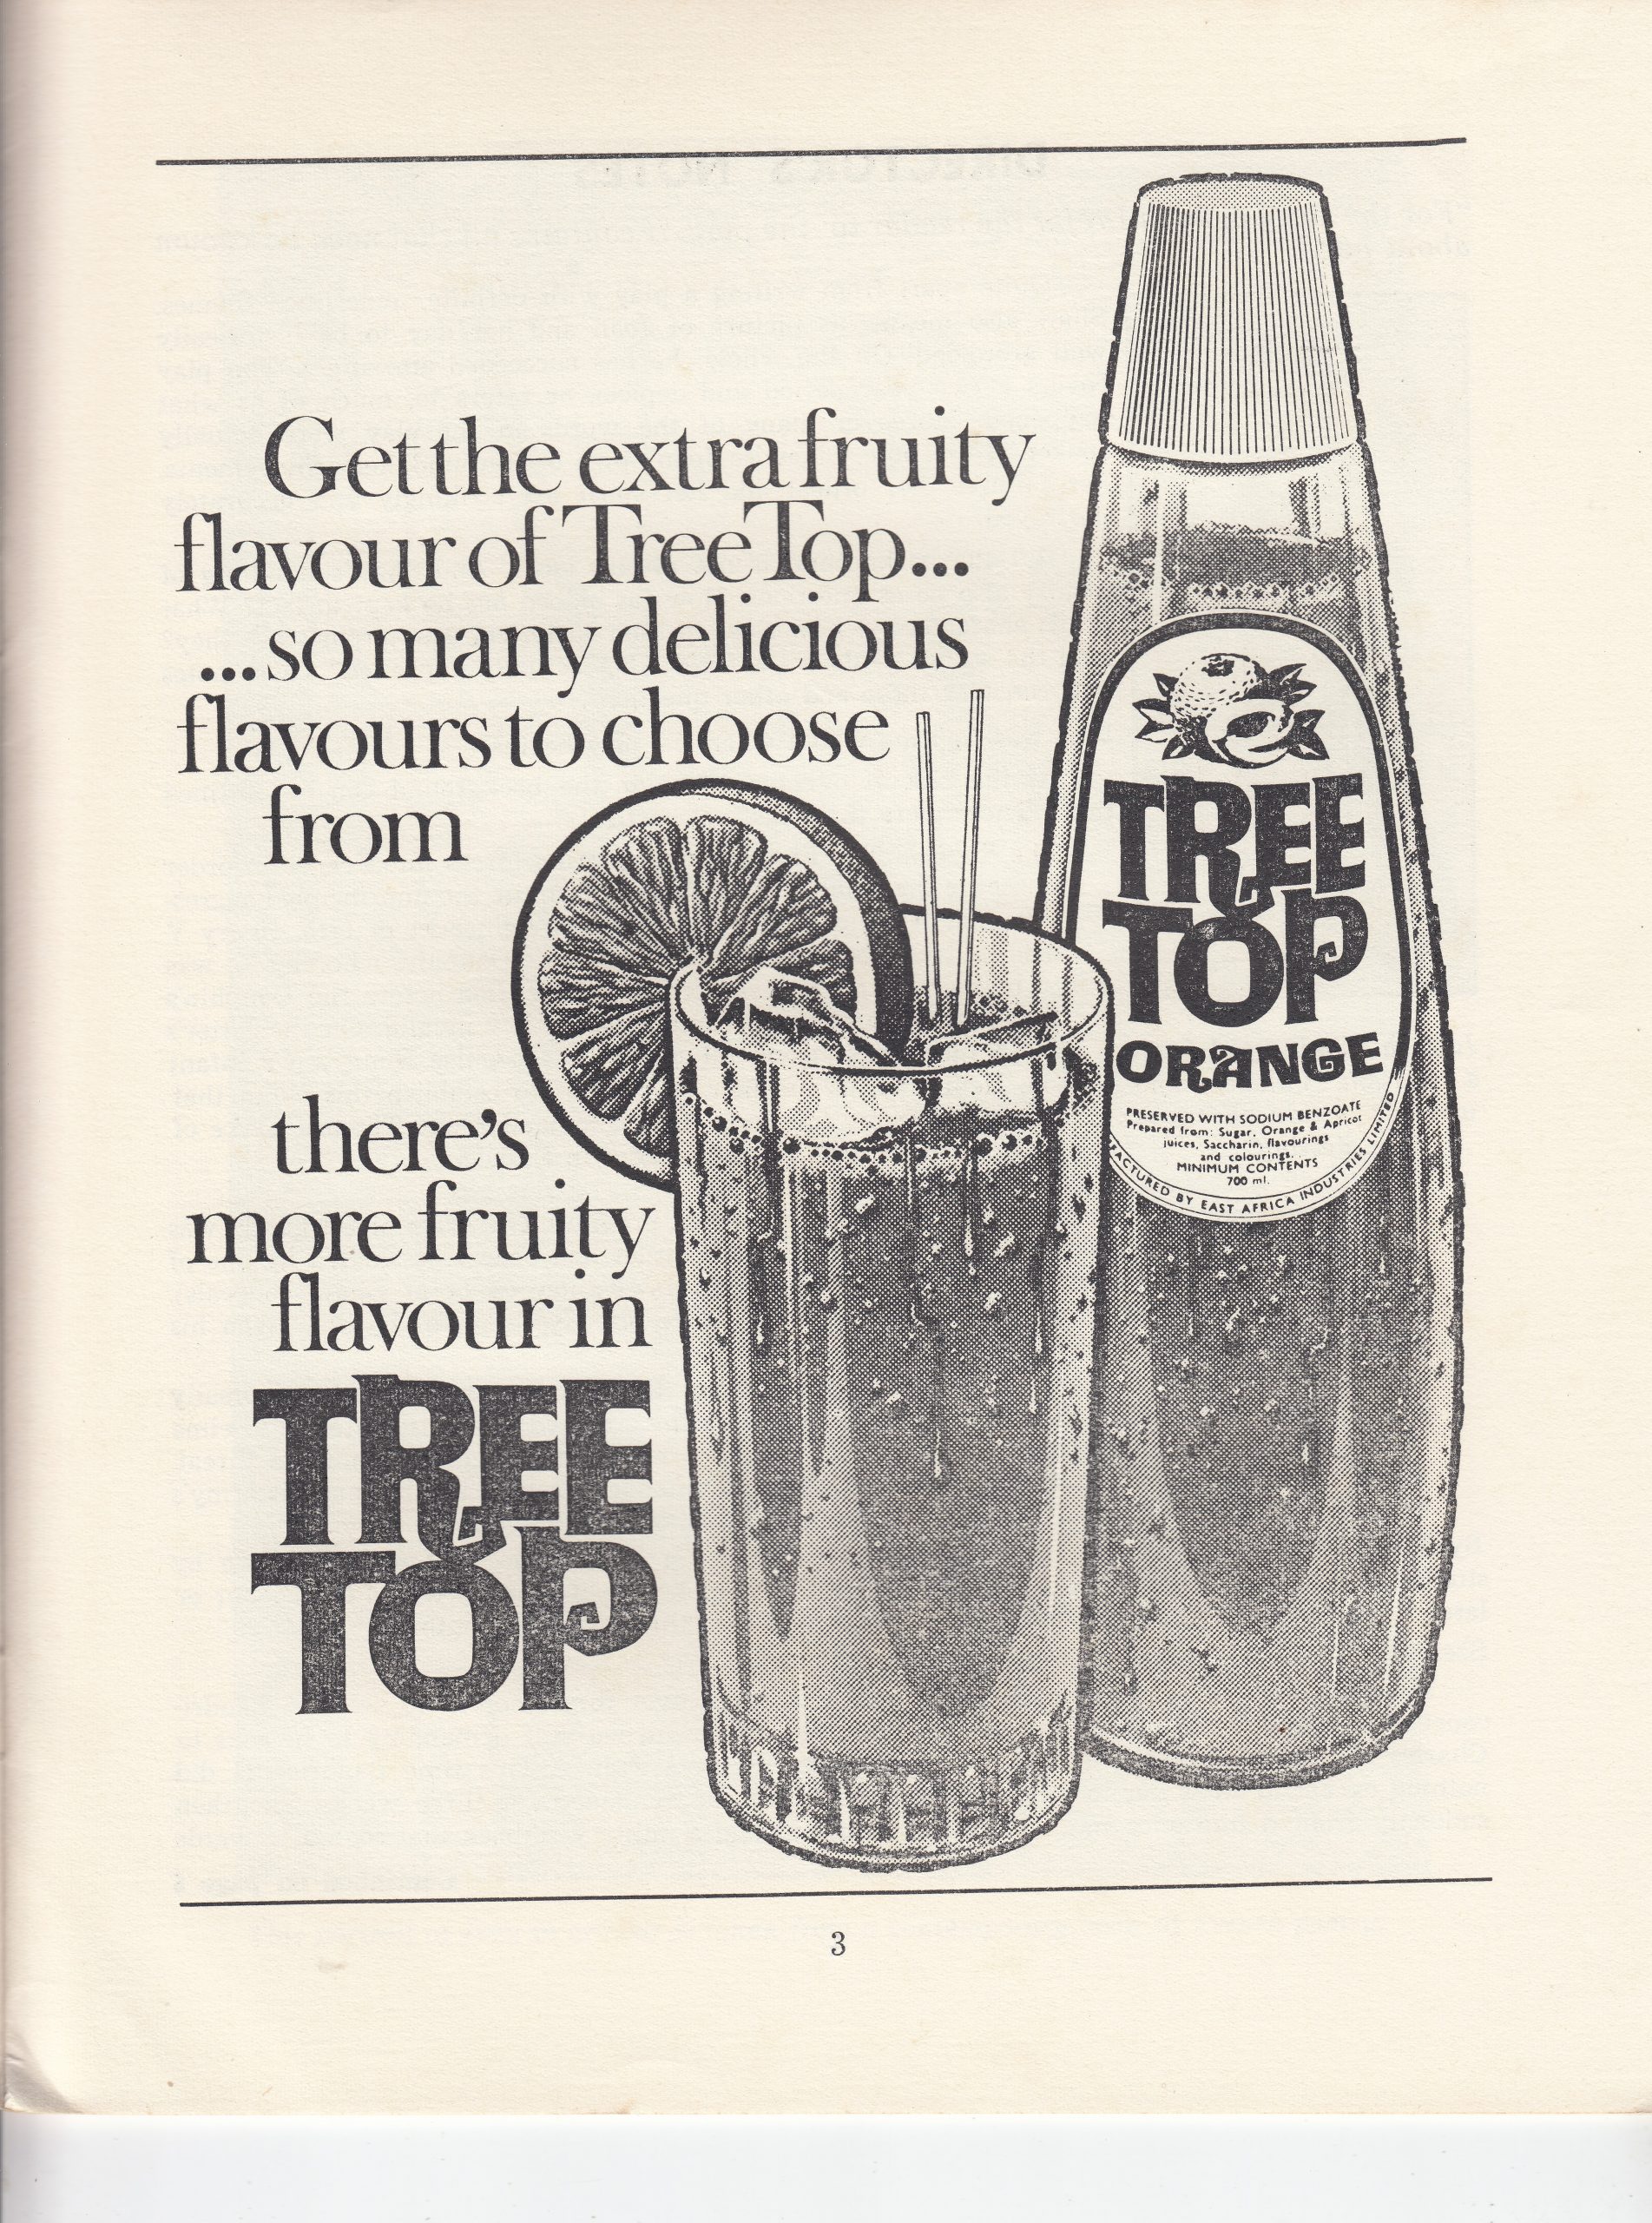 Get the extra fruity
flavour of Tree Top...
...so many delicious
flavours to choose
from
there's
more fruity
flavour in
TREE
TOP
TREE
TOP
ORANGE
PRESERVED WITH SODIUM BENZOATE
Prepared from: Sugar, Orange & Apricot
juices, Saccharin, flavourings
and colourings.
MINIMUM CONTENTS
700 ml.
FACTURED BY EAST AFRICA INDUSTRIES LIMITED
3